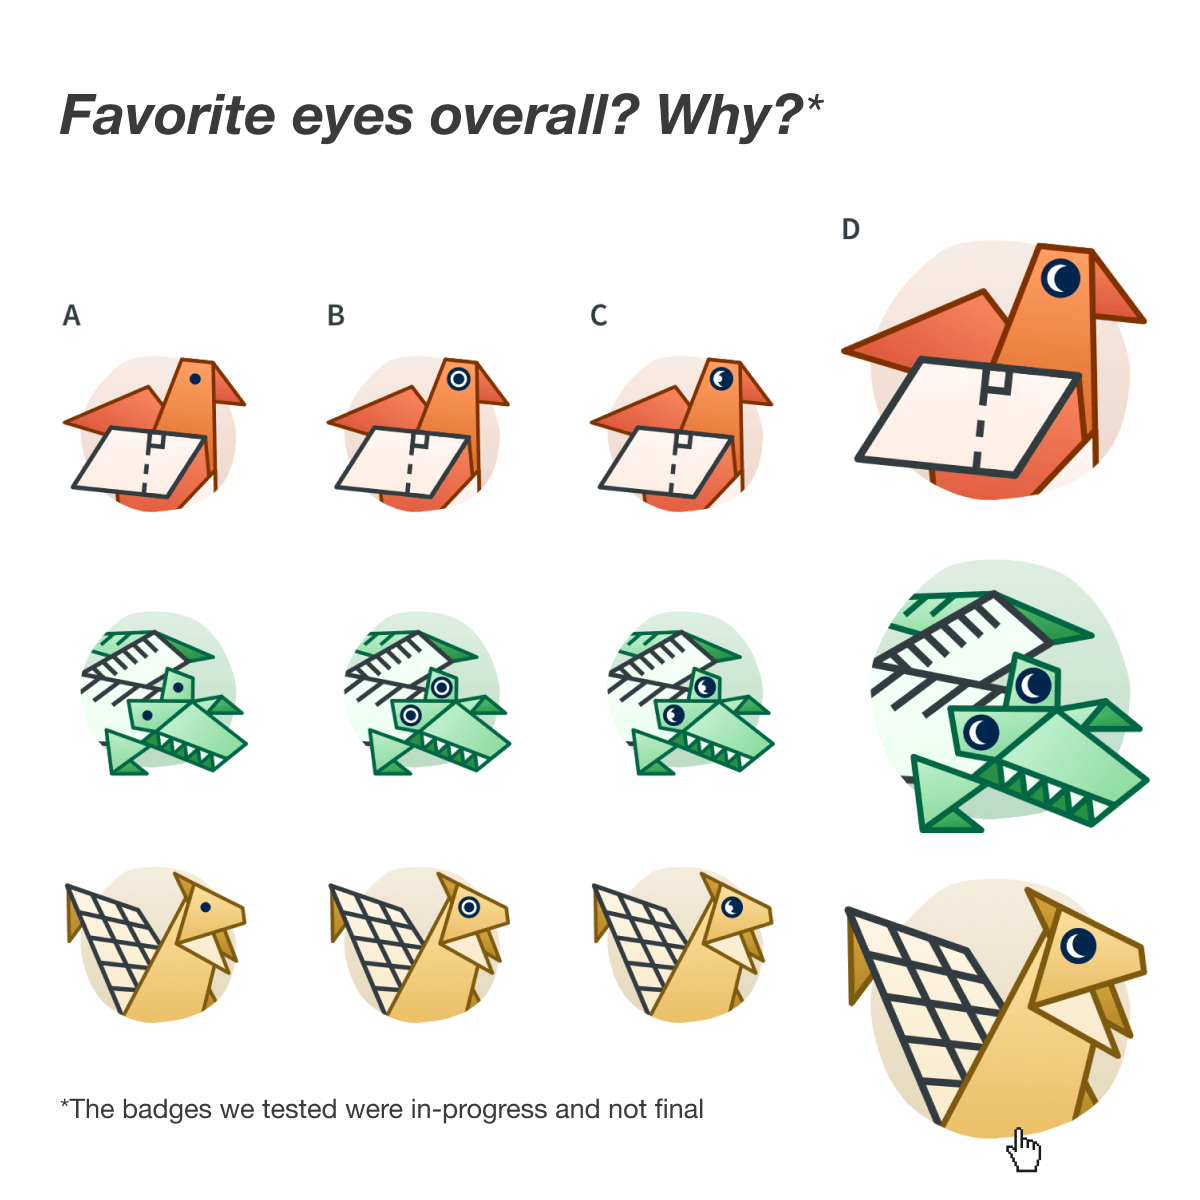 Favorite eyes overall? Why?*
A
B
C
D
*The badges we tested were in-progress and not final